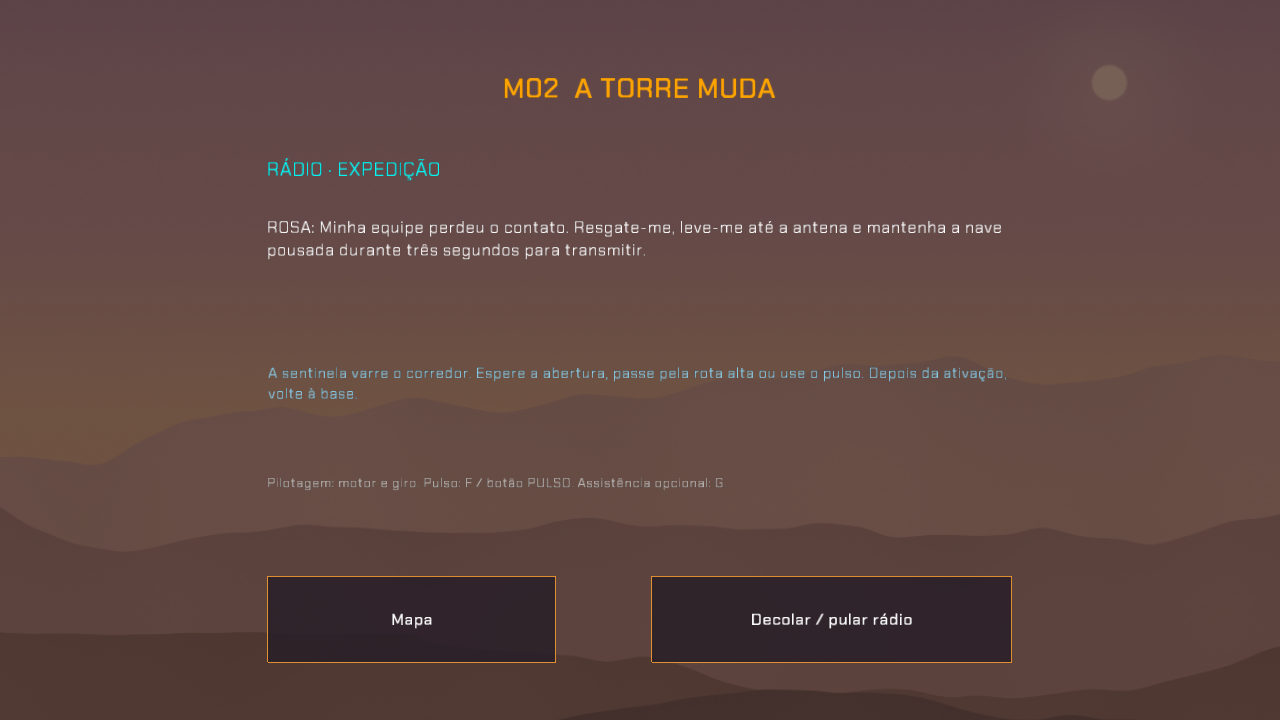 M02 A TORRE MUDA
RÁDIO · EXPEDIÇÃO
ROSA: Minha equipe perdeu o contato. Resgate-me, leve-me até a antena e mantenha a nave
pousada durante três segundos para transmitir.
A sentinela varre o corredor. Espere a abertura, passe pela rota alta ou use o pulso. Depois da ativação,
volte à base.
Pilotagem: motor e giro Pulso: F / botão PULSO. Assistência opcional: G
Mapa
Decolar / pular rádio